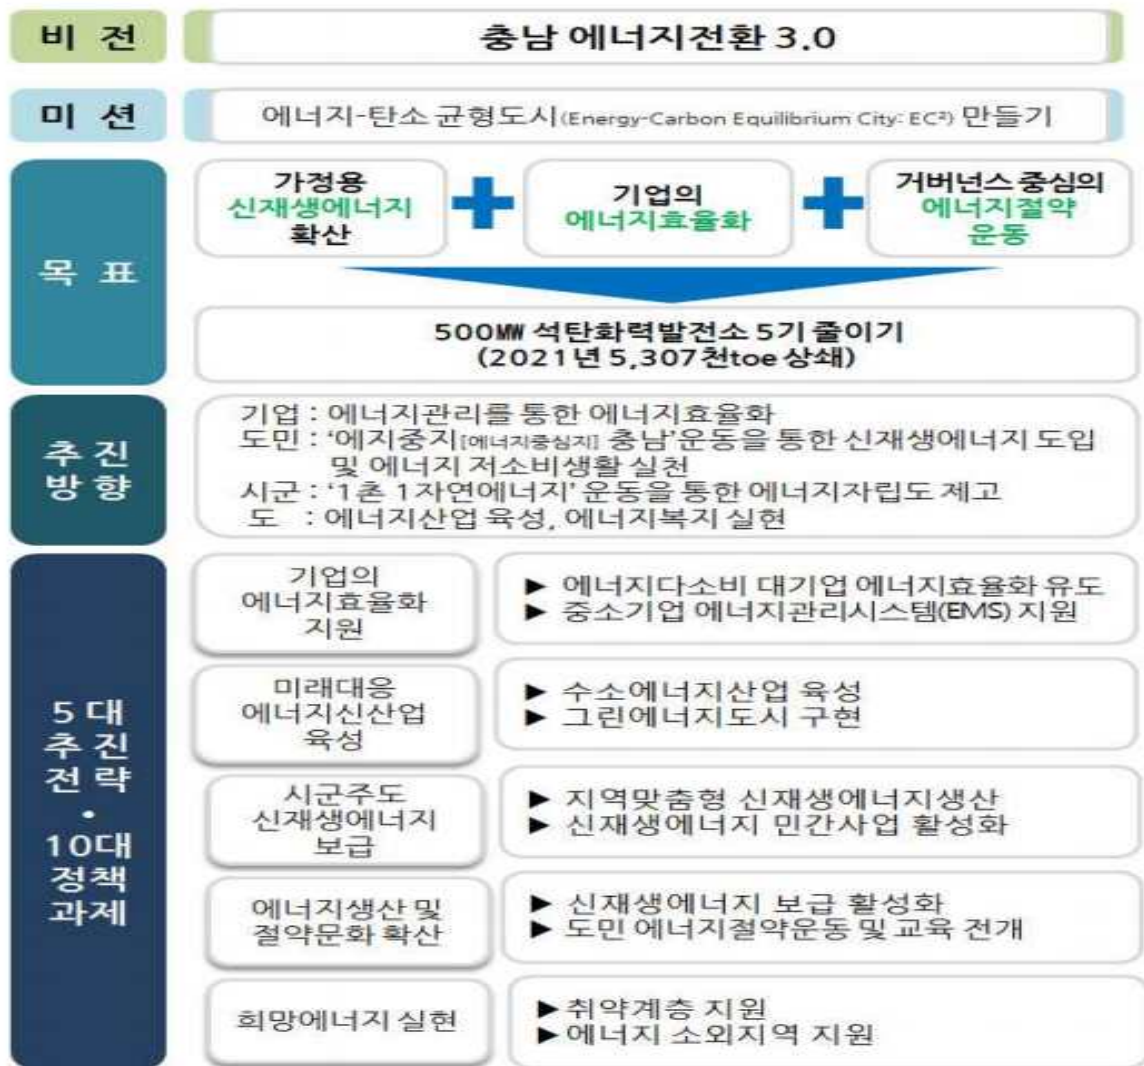 비 전
충남 에너지전환 3.0
미 션
에너지-탄소 균형도시(Energy-Carbon Equilibrium City: EC²) 만들기
목 표
가정용
신재생에너지
확산
기업의
에너지효율화
거버넌스 중심의
에너지절약
운동
500MW 석탄화력발전소 5기 줄이기
(2021년 5,307천toe 상쇄)
추 진
방 향
기업 : 에너지관리를 통한 에너지효율화
도민 : ‘에지중지[에너지중심지] 충남’운동을 통한 신재생에너지 도입
및 에너지 저소비생활 실천
시군 : ‘1촌 1자연에너지’ 운동을 통한 에너지자립도 제고
도 : 에너지산업 육성, 에너지복지 실현
5 대
추 진
전 략
•
10대
정책
과제
기업의
에너지효율화
지원
► 에너지다소비 대기업 에너지효율화 유도
► 중소기업 에너지관리시스템(EMS) 지원
미래대응
에너지신산업
육성
► 수소에너지산업 육성
► 그린에너지도시 구현
시군주도
신재생에너지
보급
► 지역맞춤형 신재생에너지생산
► 신재생에너지 민간사업 활성화
에너지생산 및
절약문화 확산
► 신재생에너지 보급 활성화
► 도민 에너지절약운동 및 교육 전개
희망에너지 실현
► 취약계층 지원
► 에너지 소외지역 지원